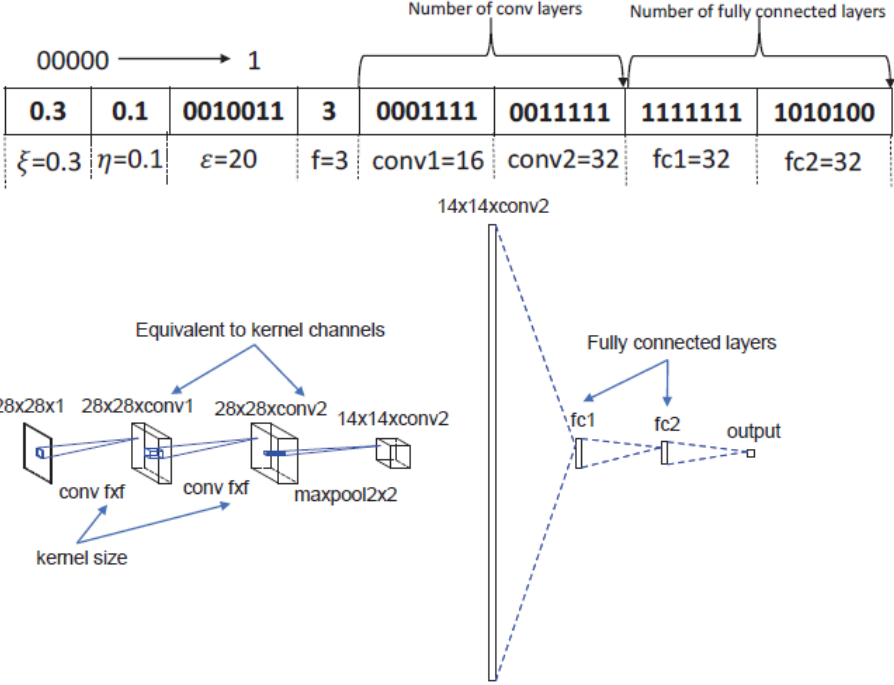 Number of conv layers
Number of fully connected layers
00000 1
0.3 0.1 0010011 3 0001111 0011111 1111111 1010100
ξ=0.3 η=0.1 ε=20 f=3 conv1=16 conv2=32 fc1=32 fc2=32
14x14xconv2
Equivalent to kernel channels
Fully connected layers
28x28x1 28x28xconv1 28x28xconv2 14x14xconv2
fc1 fc2 output
conv fxf conv fxf maxpool2x2
kernel size